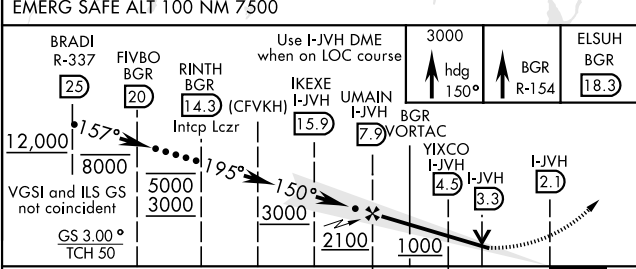 EMERG SAFE ALT 100 NM 7500
BRADI
R-337
25
FIVBO
BGR
20
RINTH
BGR
14.3
Intcp Lczr
(CFVKH)
Use I-JVH DME
when on LOC course
IKEXE
I-JVH
15.9
UMAIN
I-JVH
7.9
BGR
VORTAC
YIXCO
I-JVH
4.5
I-JVH
3.3
I-JVH
2.1
3000
hdg
150°
BGR
R-154
ELSUH
BGR
18.3
12,000
157°
8000
5000
3000
195°
150°
3000
2100
1000
VGSI and ILS GS
not coincident
GS 3.00°
TCH 50